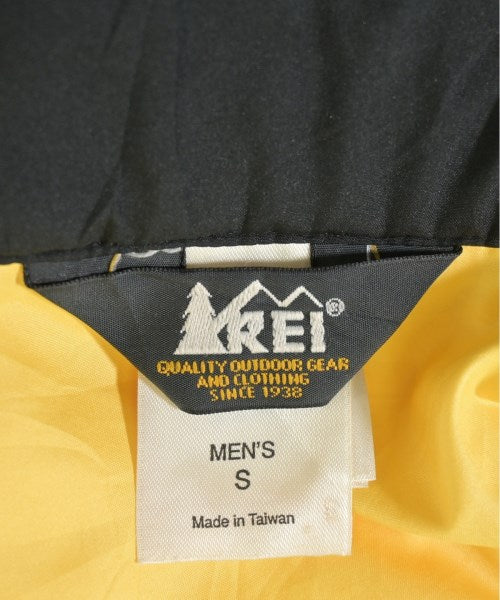 REI®
QUALITY OUTDOOR GEAR
AND CLOTHING
SINCE 1938
MEN'S
S
Made in Taiwan